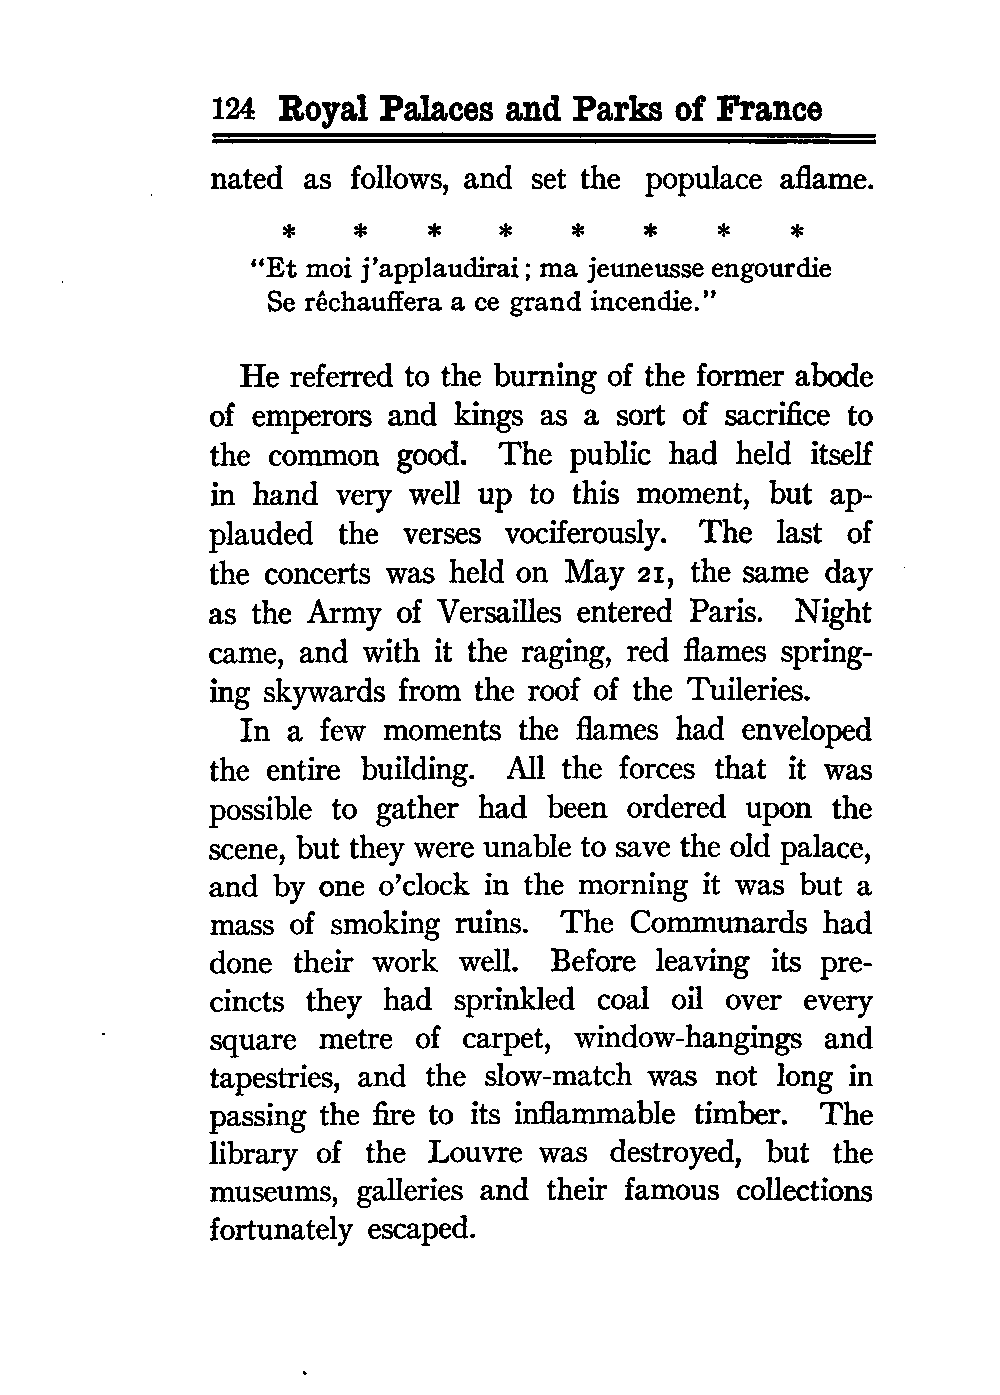 124 Royal Palaces and Parks of France
nated as follows, and set the populace aflame.
* * * * * * * *
"Et moi j'applaudirai; ma jeuneusse engourdie
Se rêchauffera a ce grand incendie."
He referred to the burning of the former abode
of emperors and kings as a sort of sacrifice to
the common good. The public had held itself
in hand very well up to this moment, but ap-
plauded the verses vociferously. The last of
the concerts was held on May 21, the same day
as the Army of Versailles entered Paris. Night
came, and with it the raging, red flames spring-
ing skywards from the roof of the Tuileries.
In a few moments the flames had enveloped
the entire building. All the forces that it was
possible to gather had been ordered upon the
scene, but they were unable to save the old palace,
and by one o'clock in the morning it was but a
mass of smoking ruins. The Communards had
done their work well. Before leaving its pre-
cincts they had sprinkled coal oil over every
square metre of carpet, window-hangings and
tapestries, and the slow-match was not long in
passing the fire to its inflammable timber. The
library of the Louvre was destroyed, but the
museums, galleries and their famous collections
fortunately escaped.